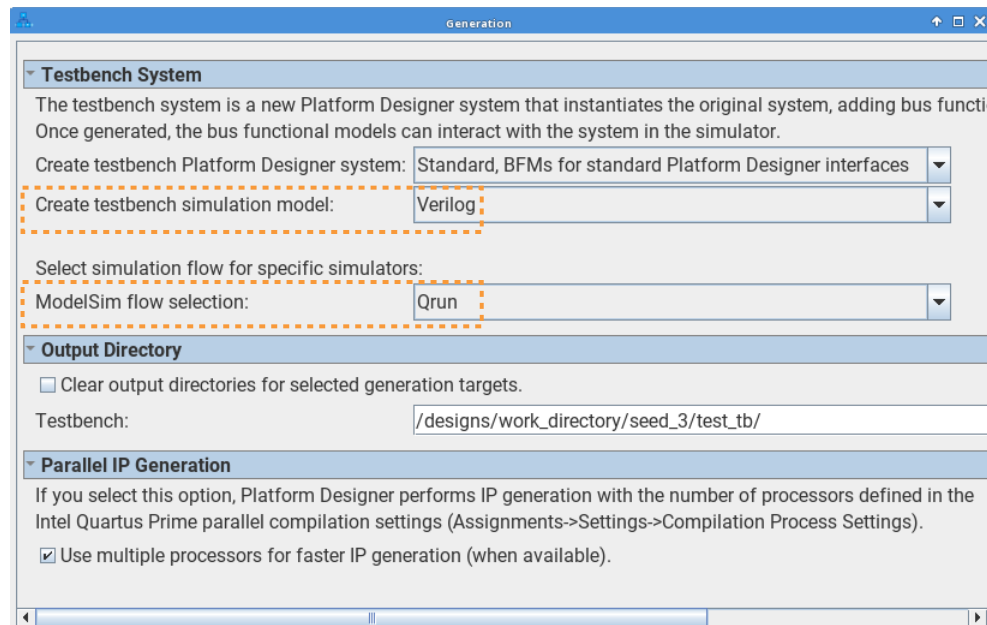 Generation
Testbench System
The testbench system is a new Platform Designer system that instantiates the original system, adding bus functi
Once generated, the bus functional models can interact with the system in the simulator.
Create testbench Platform Designer system: Standard, BFMs for standard Platform Designer interfaces
Create testbench simulation model: Verilog
Select simulation flow for specific simulators:
ModelSim flow selection: Qrun
Output Directory
Clear output directories for selected generation targets.
Testbench: /designs/work_directory/seed_3/test_tb/
Parallel IP Generation
If you select this option, Platform Designer performs IP generation with the number of processors defined in the
Intel Quartus Prime parallel compilation settings (Assignments->Settings->Compilation Process Settings).
Use multiple processors for faster IP generation (when available).